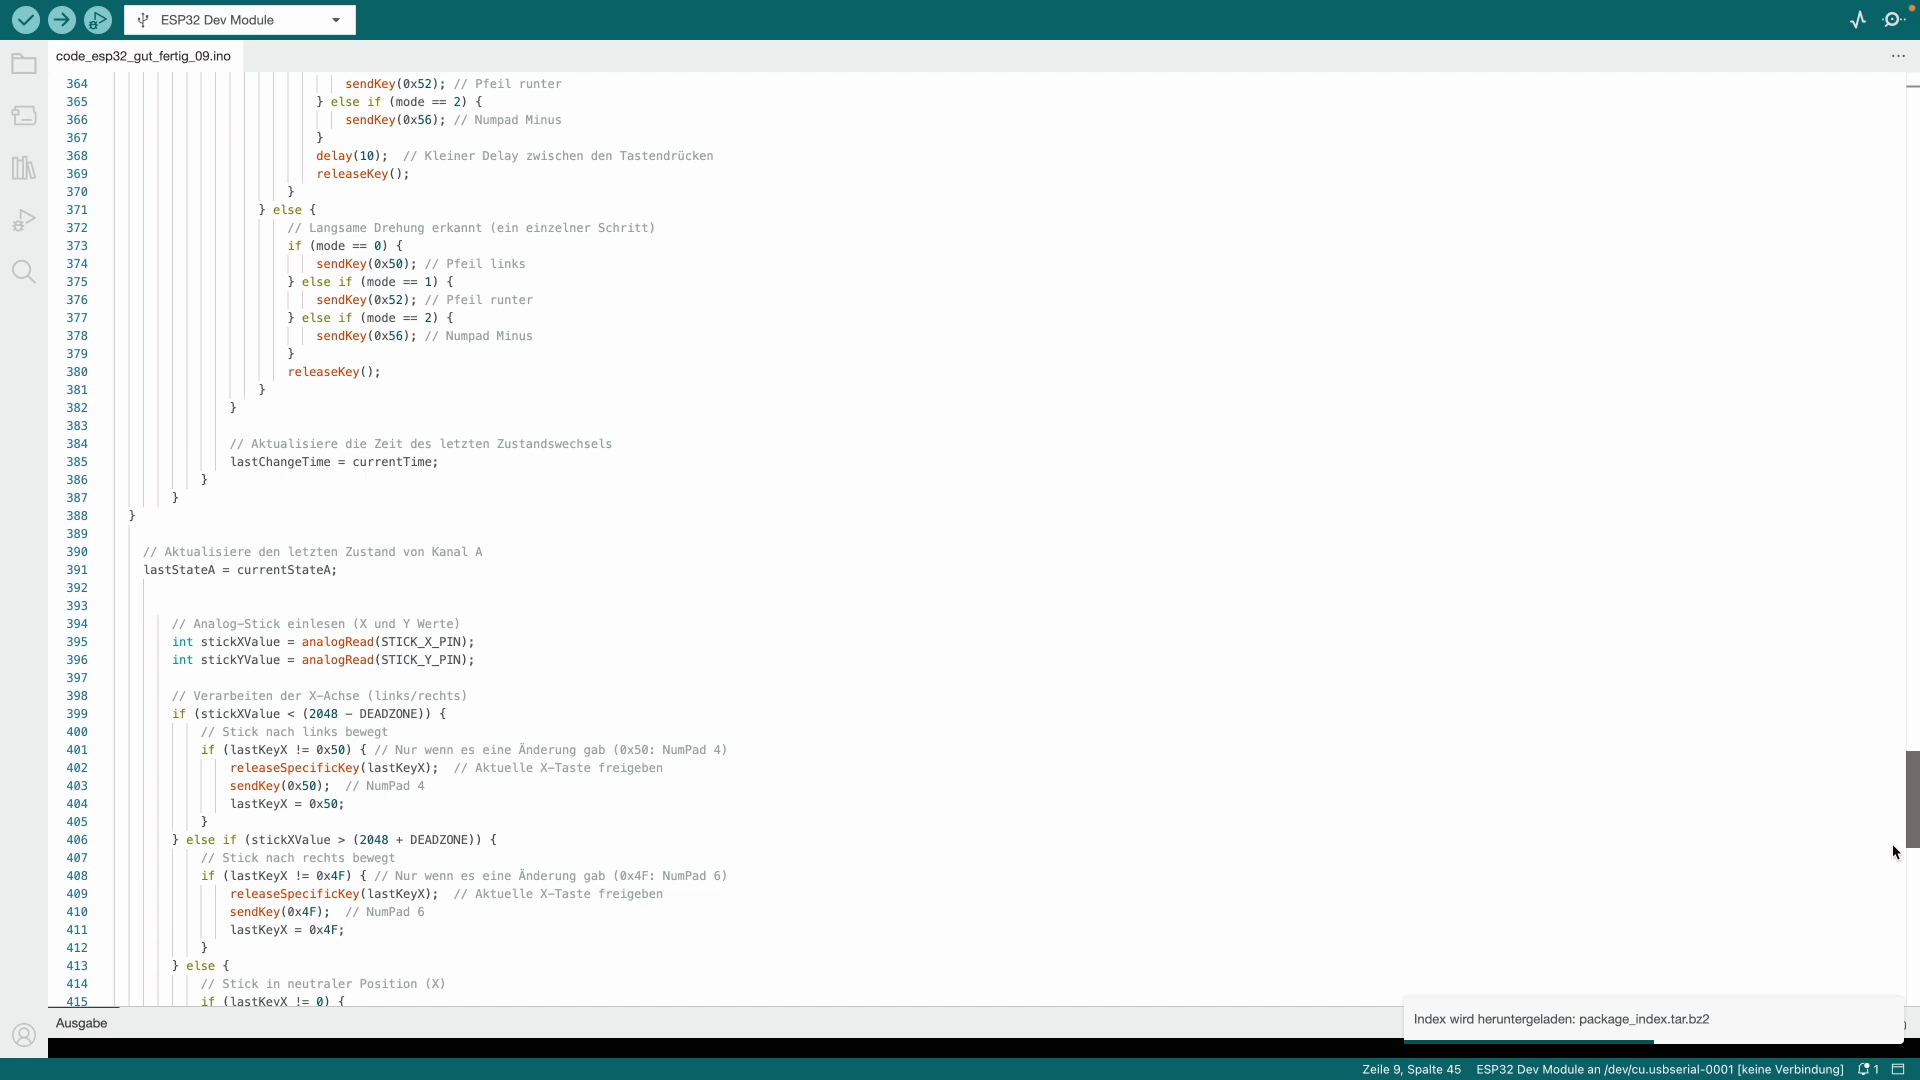 ESP32 Dev Module
code_esp32_gut_fertig_09.ino
364 sendKey(0x52); // Pfeil runter
365 } else if (mode == 2) {
366 sendKey(0x56); // Numpad Minus
367 }
368 delay(10);  // Kleiner Delay zwischen den Tastendrücken
369 releaseKey();
370 }
371 } else {
372 // Langsame Drehung erkannt (ein einzelner Schritt)
373 if (mode == 0) {
374 sendKey(0x50); // Pfeil links
375 } else if (mode == 1) {
376 sendKey(0x52); // Pfeil runter
377 } else if (mode == 2) {
378 sendKey(0x56); // Numpad Minus
379 }
380 releaseKey();
381 }
382 }
383
384 // Aktualisiere die Zeit des letzten Zustandswechsels
385 lastChangeTime = currentTime;
386 }
387 }
388 }
389
390 // Aktualisiere den letzten Zustand von Kanal A
391 lastStateA = currentStateA;
392
393
394 // Analog-Stick einlesen (X und Y Werte)
395 int stickXValue = analogRead(STICK_X_PIN);
396 int stickYValue = analogRead(STICK_Y_PIN);
397
398 // Verarbeiten der X-Achse (links/rechts)
399 if (stickXValue < (2048 - DEADZONE)) {
400 // Stick nach links bewegt
401 if (lastKeyX != 0x50) { // Nur wenn es eine Änderung gab (0x50: NumPad 4)
402 releaseSpecificKey(lastKeyX);  // Aktuelle X-Taste freigeben
403 sendKey(0x50);  // NumPad 4
404 lastKeyX = 0x50;
405 }
406 } else if (stickXValue > (2048 + DEADZONE)) {
407 // Stick nach rechts bewegt
408 if (lastKeyX != 0x4F) { // Nur wenn es eine Änderung gab (0x4F: NumPad 6)
409 releaseSpecificKey(lastKeyX);  // Aktuelle X-Taste freigeben
410 sendKey(0x4F);  // NumPad 6
411 lastKeyX = 0x4F;
412 }
413 } else {
414 // Stick in neutraler Position (X)
415 if (lastKeyX != 0) {
Ausgabe
Index wird heruntergeladen: package_index.tar.bz2
Zeile 9, Spalte 45 ESP32 Dev Module an /dev/cu.usbserial-0001 [keine Verbindung] 1